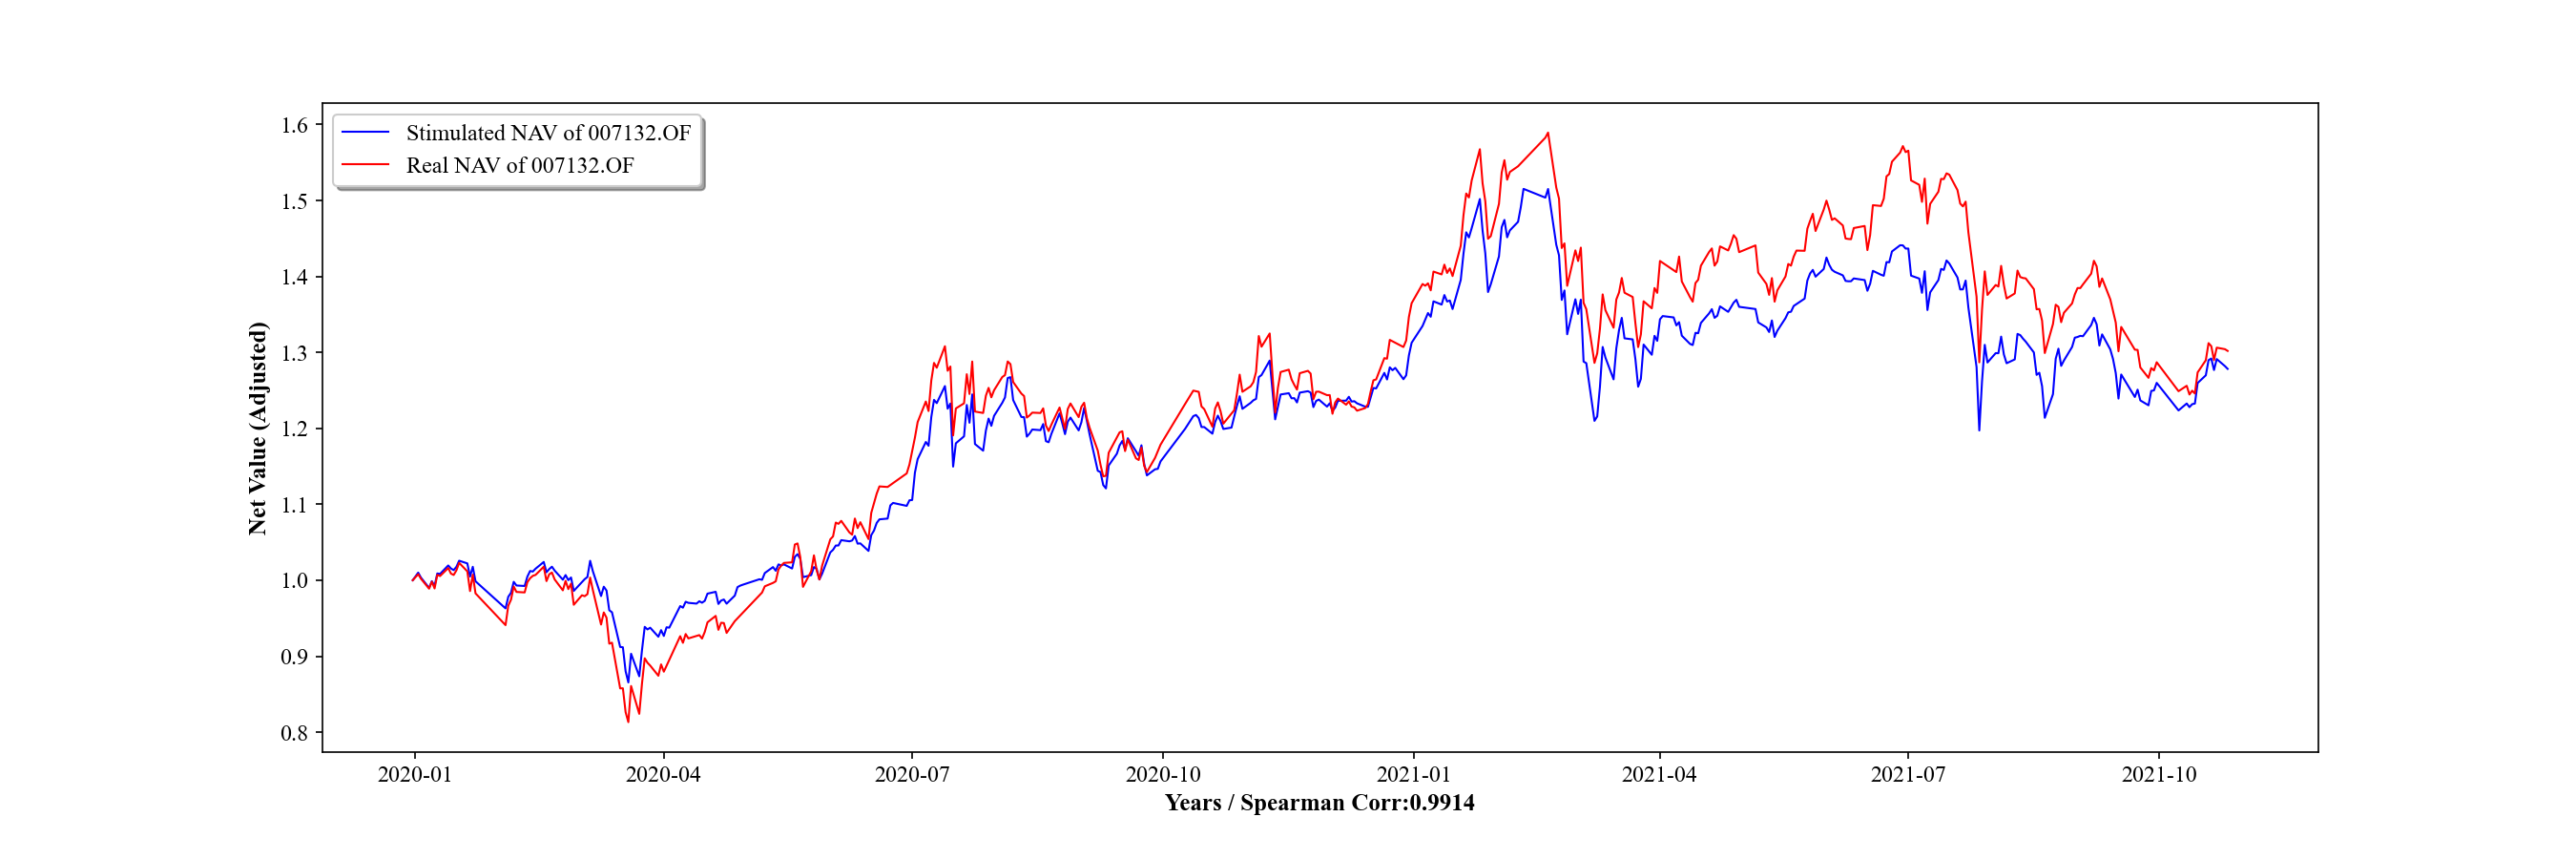 Stimulated NAV of 007132.OF
Real NAV of 007132.OF
1.6
1.5
1.4
1.3
1.2
1.1
1.0
0.9
0.8
Net Value (Adjusted)
2020-01 2020-04 2020-07 2020-10 2021-01 2021-04 2021-07 2021-10
Years / Spearman Corr:0.9914